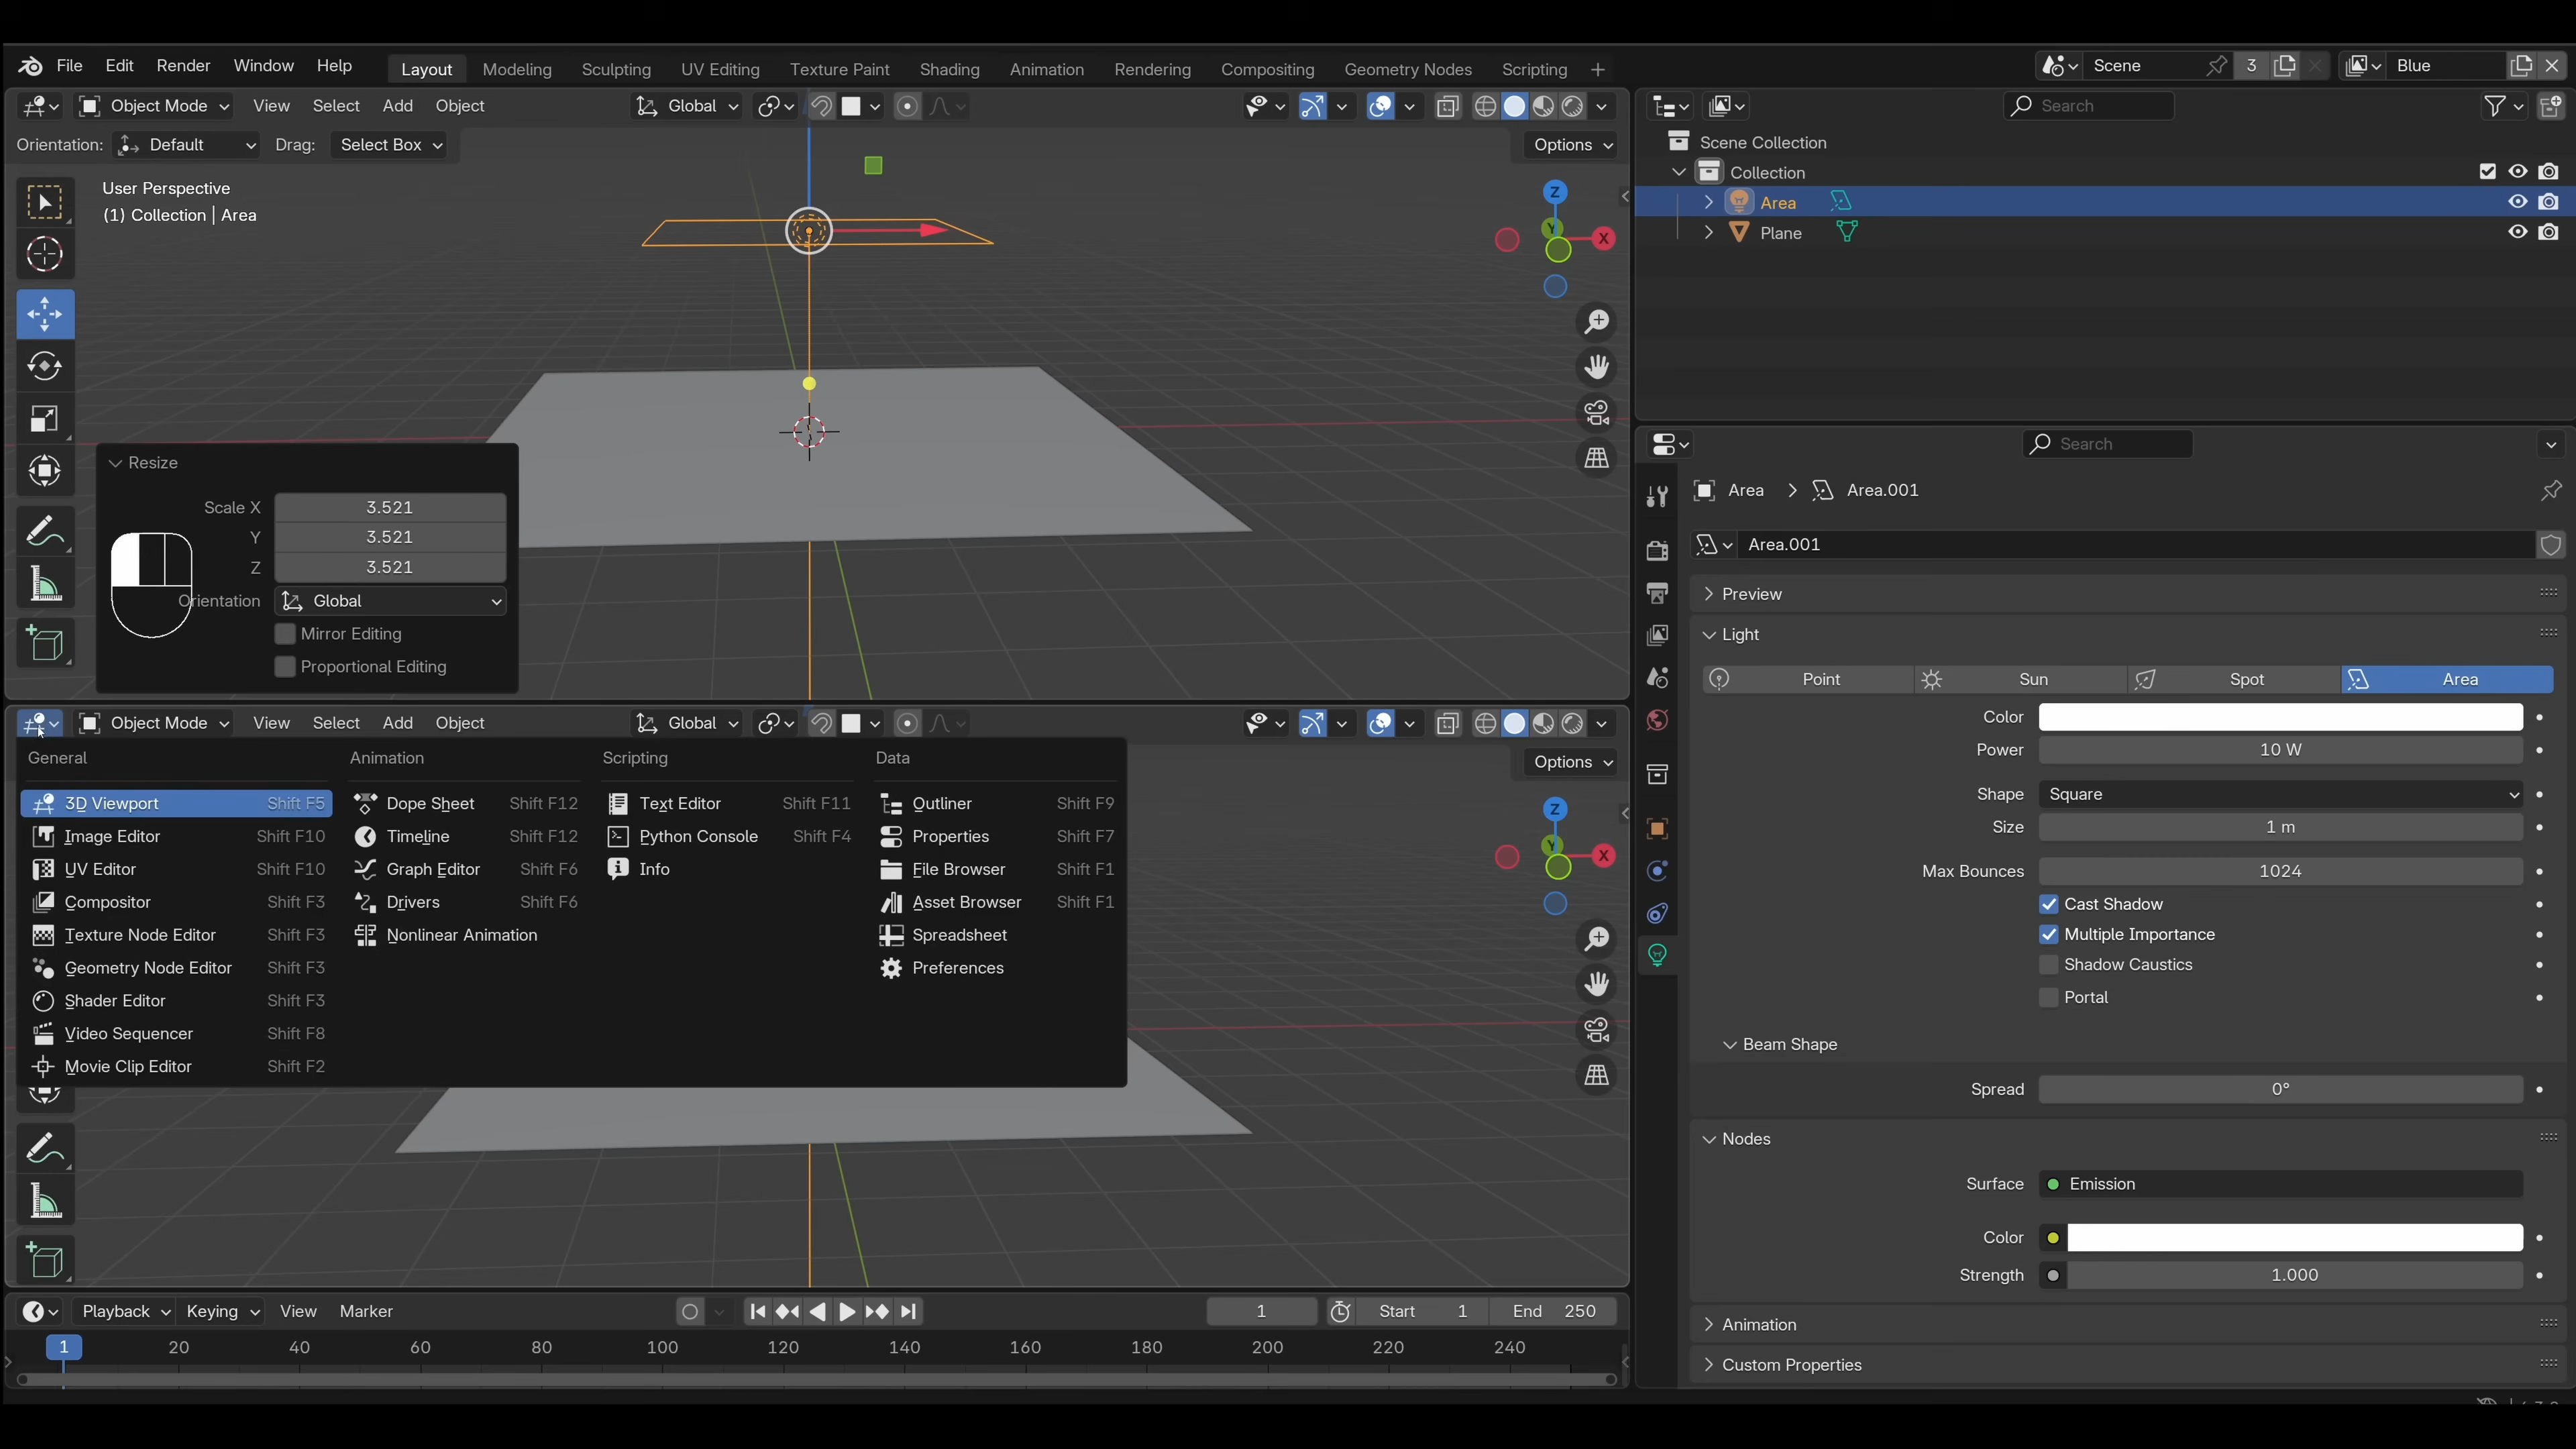 File Edit Render Window Help Layout Modeling Sculpting UV Editing Texture Paint Shading Animation Rendering Compositing Geometry Nodes Scripting + Scene 3 Blue
Object Mode View Select Add Object Global
Orientation: Default Drag: Select Box Options
User Perspective
(1) Collection | Area
Z
Y
X
Resize
Scale X 3.521
Y 3.521
Z 3.521
Orientation Global
Mirror Editing
Proportional Editing
Object Mode View Select Add Object Global
Options
General Animation Scripting Data
3D Viewport Shift F5 Dope Sheet Shift F12 Text Editor Shift F11 Outliner Shift F9
Image Editor Shift F10 Timeline Shift F12 Python Console Shift F4 Properties Shift F7
UV Editor Shift F10 Graph Editor Shift F6 Info File Browser Shift F1
Compositor Shift F3 Drivers Shift F6 Asset Browser Shift F1
Texture Node Editor Shift F3 Nonlinear Animation Spreadsheet
Geometry Node Editor Shift F3 Preferences
Shader Editor Shift F3
Video Sequencer Shift F8
Movie Clip Editor Shift F2
Z
Y
X
Playback Keying View Marker 1 Start 1 End 250
1 20 40 60 80 100 120 140 160 180 200 220 240
Search
Scene Collection
Collection
Area
Plane
Search
Area > Area.001
Area.001
Preview
Light
Point Sun Spot Area
Color
Power 10 W
Shape Square
Size 1 m
Max Bounces 1024
Cast Shadow
Multiple Importance
Shadow Caustics
Portal
Beam Shape
Spread 0°
Nodes
Surface Emission
Color
Strength 1.000
Animation
Custom Properties